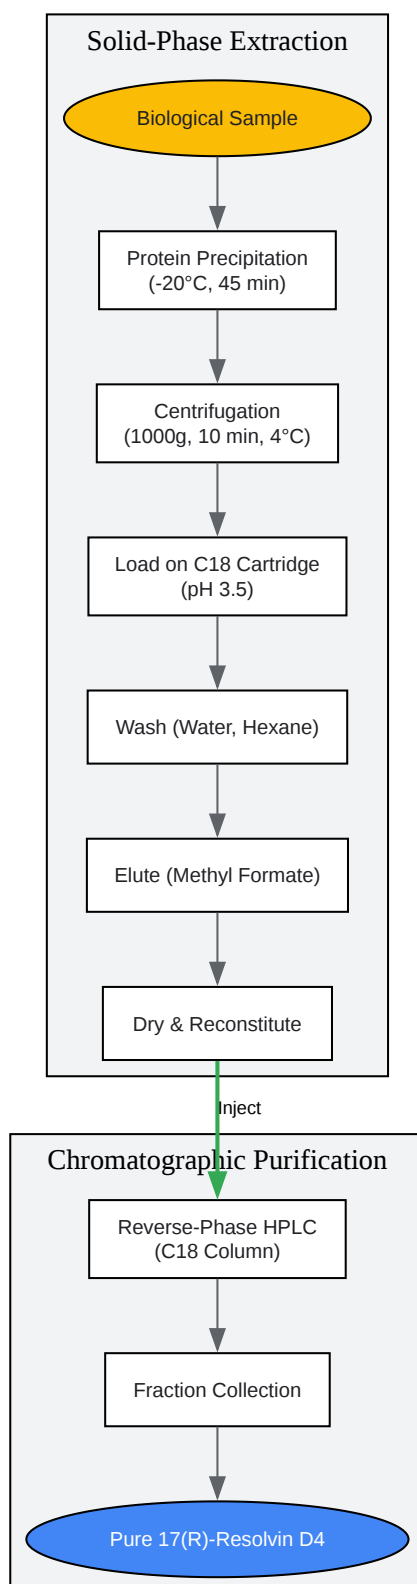 Solid-Phase Extraction
Biological Sample
Protein Precipitation
(-20°C, 45 min)
Centrifugation
(1000g, 10 min, 4°C)
Load on C18 Cartridge
(pH 3.5)
Wash (Water, Hexane)
Elute (Methyl Formate)
Dry & Reconstitute
Inject
Chromatographic Purification
Reverse-Phase HPLC
(C18 Column)
Fraction Collection
Pure 17(R)-Resolvin D4